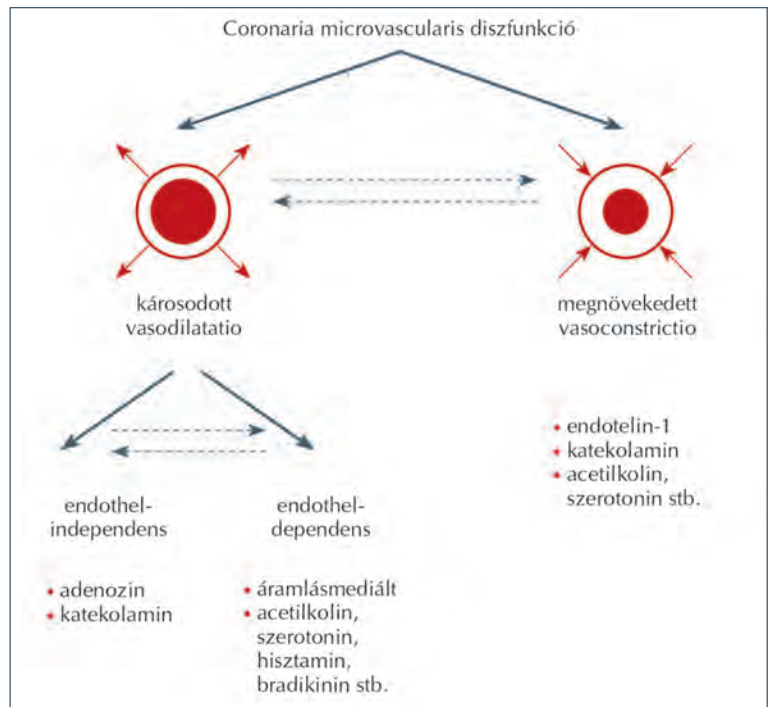 Coronaria microvascularis diszfunkció
károsodott
vasodilatatio
megnövekedett
vasoconstrictio
• endotelin-1
• katekolamin
• acetilkolin,
szerotonin stb.
endothel-
independens
• adenozin
• katekolamin
endothel-
dependens
• áramlásmediált
• acetilkolin,
szerotonin,
hisztamin,
bradikinin stb.